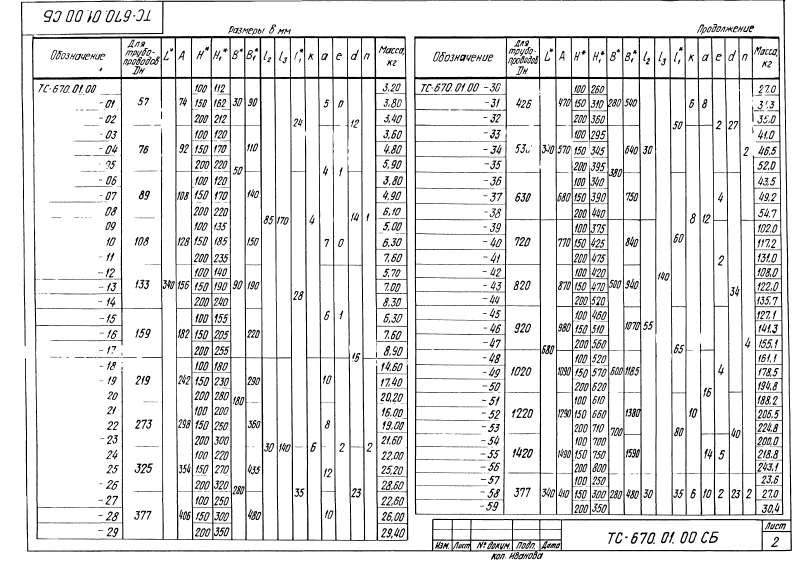 ТС-670.01.00 СБ
Размеры в мм
Продолжение
Обозначение Для трубопроводов Dн L* A H* H₁* B* B₁* l₂ l₃ l₁* к a e d n Масса, кг
ТС-670.01.00 100 112 3,20
-01 57 74 150 162 30 90 5 0 3,80
-02 200 212 24 12 3,40
-03 100 120 3,60
-04 76 92 150 170 110 4,80
-05 200 220 50 4 1 5,90
-06 100 120 3,80
-07 89 108 150 170 140 4,90
08 200 220 85 170 4 14 1 6,10
09 100 135 5,00
10 108 128 150 185 150 7 0 6,30
11 200 235 7,60
-12 100 140 5,70
-13 133 340 156 150 190 90 190 28 7,00
-14 200 240 8,30
-15 100 155 6 1 6,30
-16 159 182 150 205 220 7,60
-17 200 255 16 8,90
-18 100 180 14,60
-19 219 242 150 230 290 10 17,40
20 200 280 180 20,20
21 100 200 16,00
22 273 298 150 250 360 8 19,00
-23 200 300 30 140 6 2 2 21,60
24 100 220 22,00
25 325 354 150 270 435 12 25,20
-26 200 320 280 35 23 28,60
-27 100 250 22,60
-28 377 406 150 300 480 10 26,00
-29 200 350 29,40
Обозначение Для трубопроводов Dн L* A H* H₁* B* B₁* l₂ l₃ l₁* к a e d n Масса, кг
ТС-670.01.00 -30 100 260 27,0
-31 426 470 150 310 280 540 6 8 31,3
-32 200 360 50 2 27 35,0
-33 100 295 41,0
-34 530 340 570 150 345 640 30 2 46,5
-35 200 395 380 52,0
-36 100 340 43,5
-37 630 680 150 390 750 4 49,2
-38 200 440 8 12 54,7
-39 100 375 102,0
-40 720 770 150 425 840 60 117,2
-41 200 475 2 131,0
-42 100 420 140 108,0
-43 820 870 150 470 500 940 34 122,0
-44 200 520 135,7
-45 100 460 127,1
-46 920 980 150 510 1070 55 141,3
-47 200 560 680 65 4 155,1
-48 100 520 161,1
-49 1020 1090 150 570 600 1185 4 178,5
-50 200 620 16 194,8
-51 100 610 188,2
-52 1220 1290 150 660 1380 10 206,5
-53 200 710 700 80 40 224,8
-54 100 700 200,0
-55 1420 1490 150 750 1590 14 5 218,8
-56 200 800 243,1
-57 100 250 23,6
-58 377 340 410 150 300 280 480 30 35 6 10 2 23 2 27,0
-59 200 350 30,4
Изм. Лист № докум. Подп. Дата
ТС-670.01.00 СБ
Лист
2
Коп. Иванова